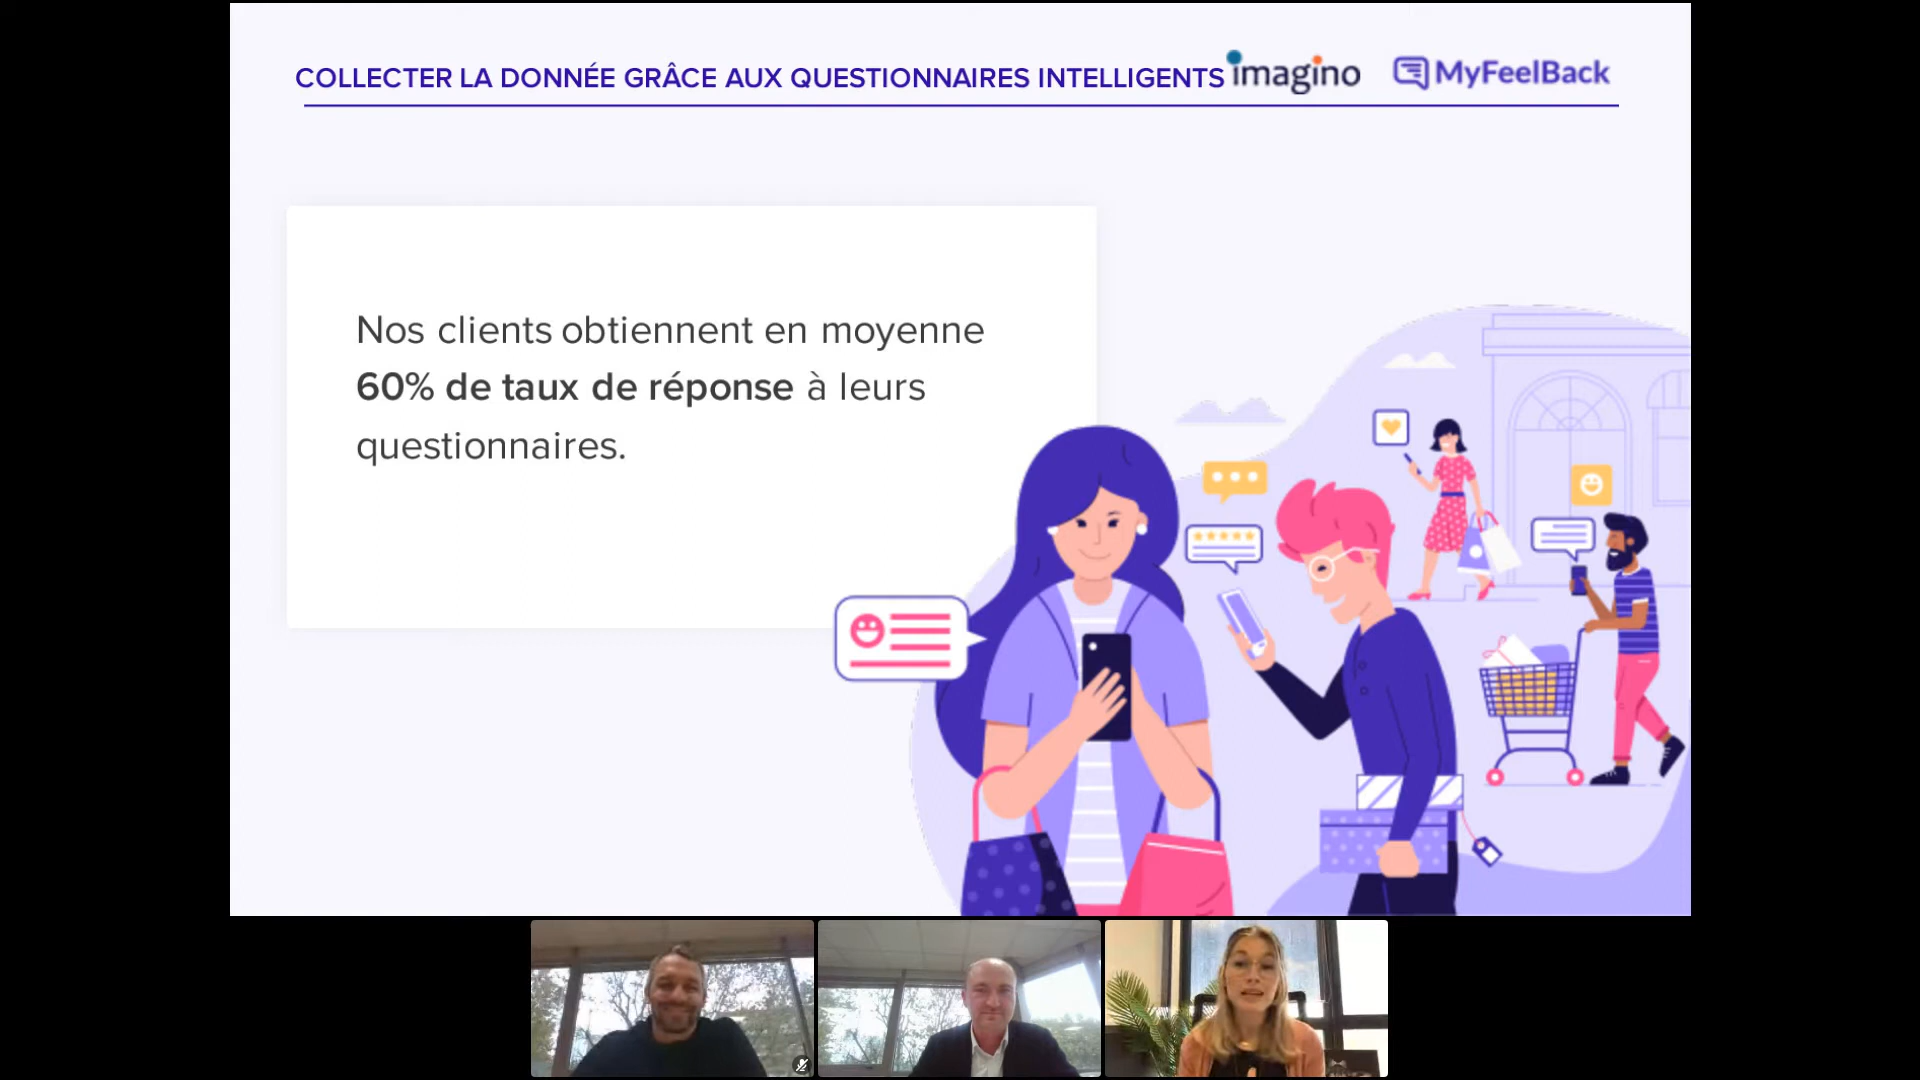 COLLECTER LA DONNÉE GRÂCE AUX QUESTIONNAIRES INTELLIGENTS imagino MyFeelBack
Nos clients obtiennent en moyenne
60% de taux de réponse à leurs
questionnaires.